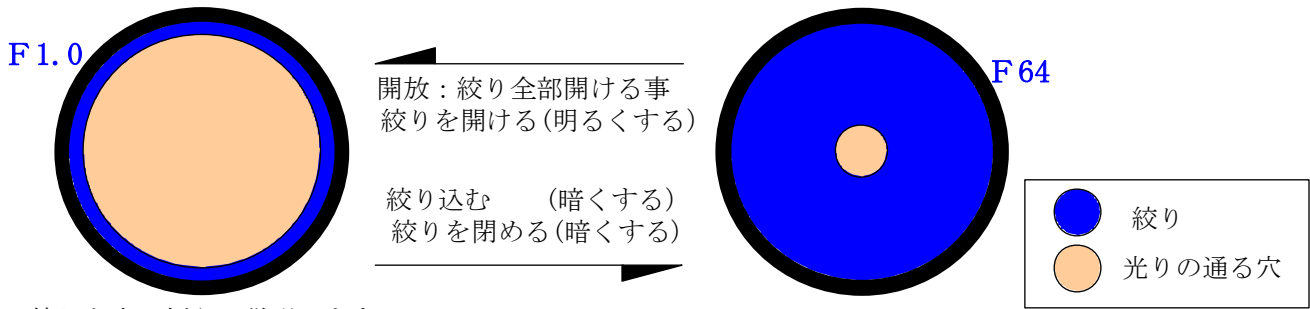 F1.0
開放：絞り全部開ける事
絞りを開ける(明るくする)
絞り込む　　(暗くする)
絞りを閉める(暗くする)
F64
絞り
光りの通る穴